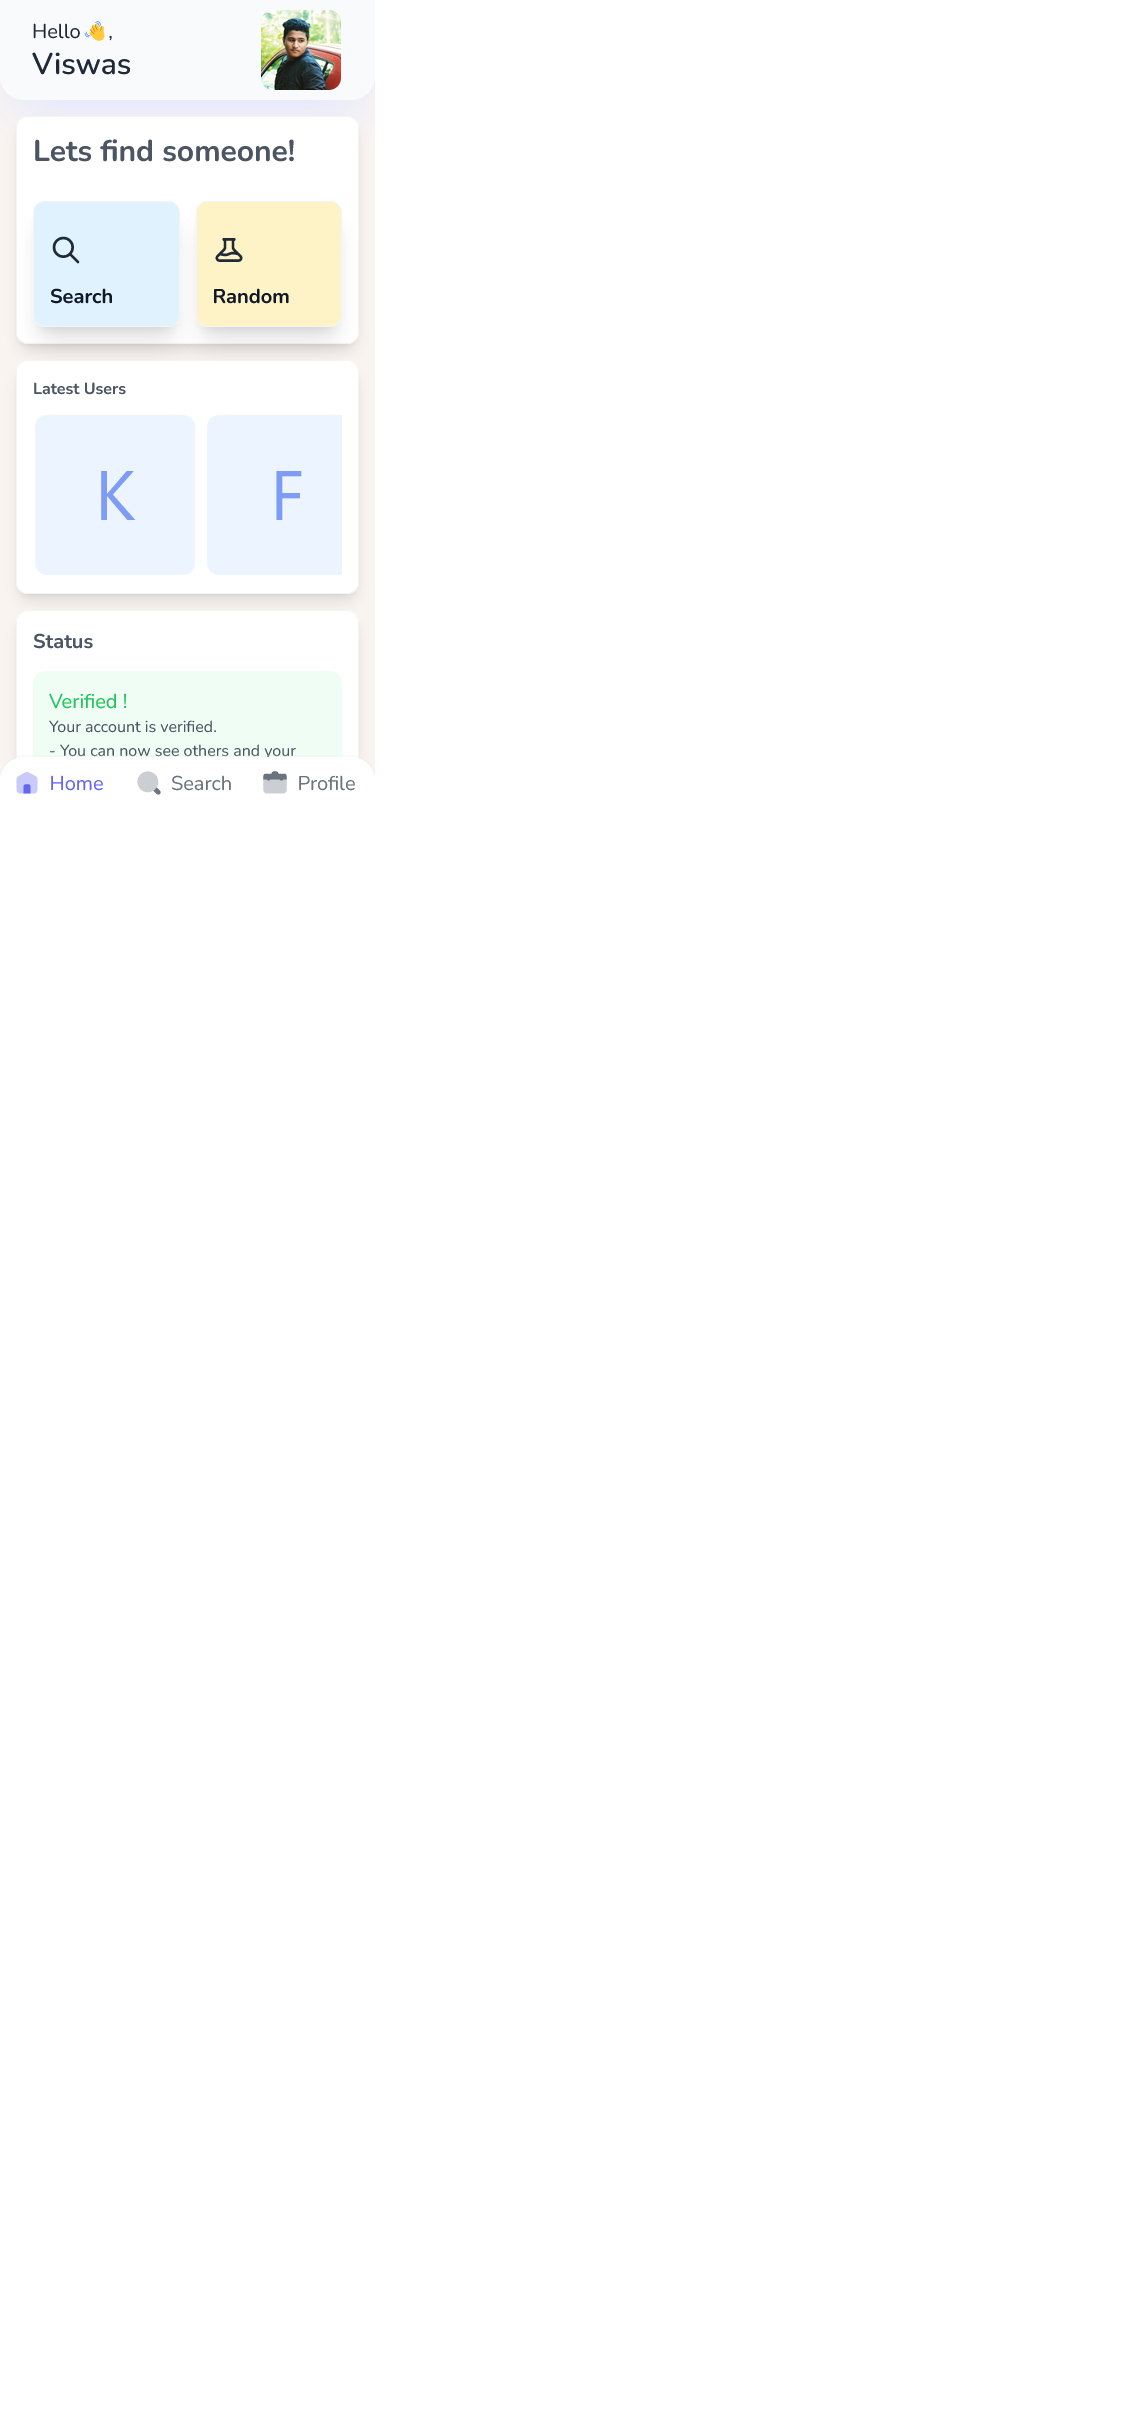 Hello 👋,
Viswas
Lets find someone!
Search
Random
Latest Users
K
F
Status
Verified !
Your account is verified.
- You can now see others and your
Home
Search
Profile